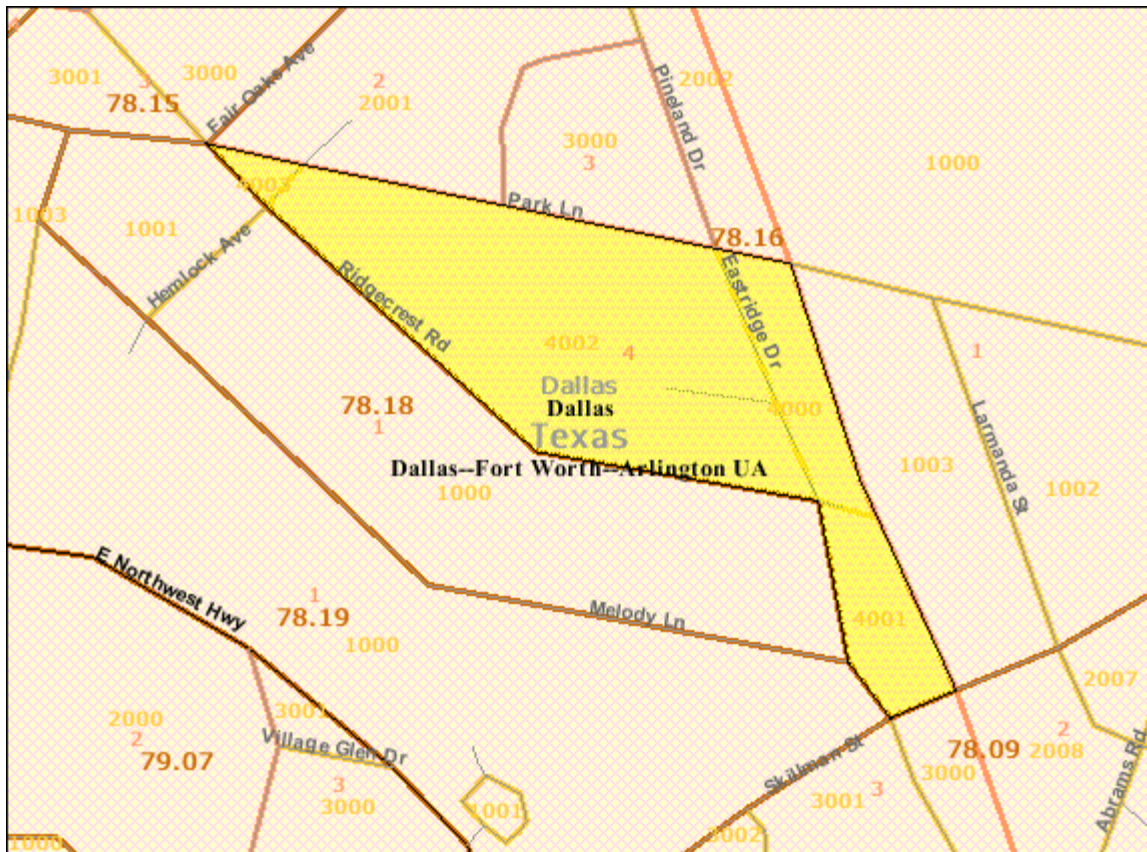 3001
3
3000
Fair Oaks Ave
2
2001
78.15
Pineland Dr
2002
3000
3
1000
4003
Park Ln
1003
1001
Hemlock Ave
78.16
Ridgecrest Rd
Eastridge Dr
4002
4
1
Dallas
Dallas
Texas
4000
78.18
1
Larmanda St
Dallas--Fort Worth--Arlington UA
1003
1000
1002
E Northwest Hwy
1
78.19
Melody Ln
1000
4001
3001
2007
2000
2
79.07
Village Glen Dr
2
78.09
2008
Skillman St
3000
Abrams Rd
3
3000
1001
3001
3
3002
1000